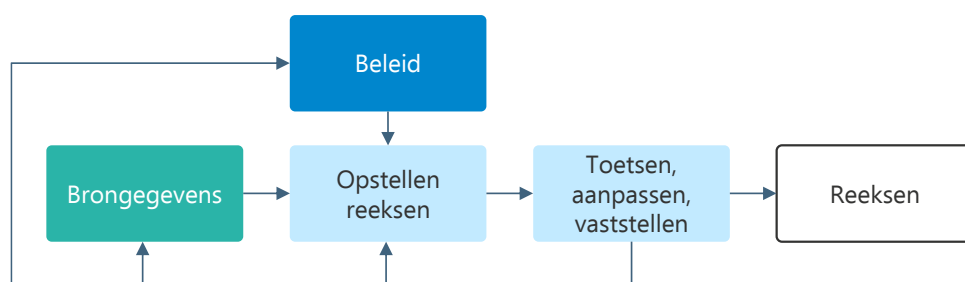 Beleid
Brongegevens
Opstellen
reeksen
Toetsen,
aanpassen,
vaststellen
Reeksen